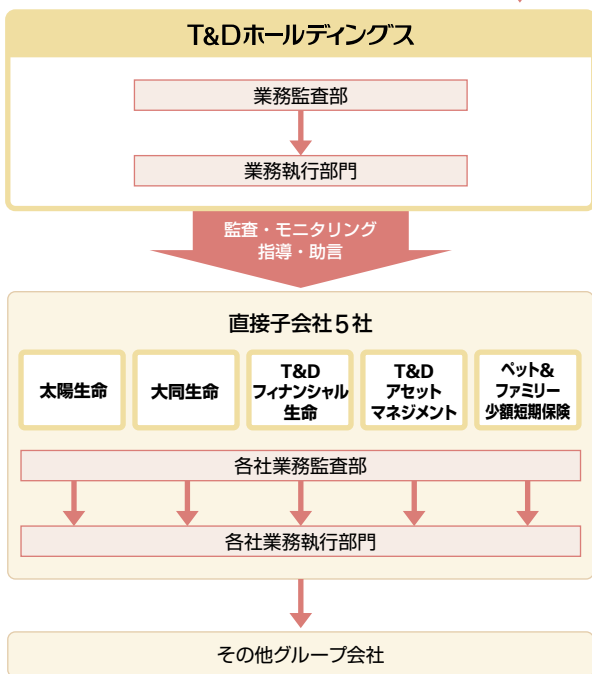 T&Dホールディングス
業務監査部
業務執行部門
監査・モニタリング
指導・助言
直接子会社5社
太陽生命
大同生命
T&D
フィナンシャル
生命
T&D
アセット
マネジメント
ペット&
ファミリー
少額短期保険
各社業務監査部
各社業務執行部門
その他グループ会社